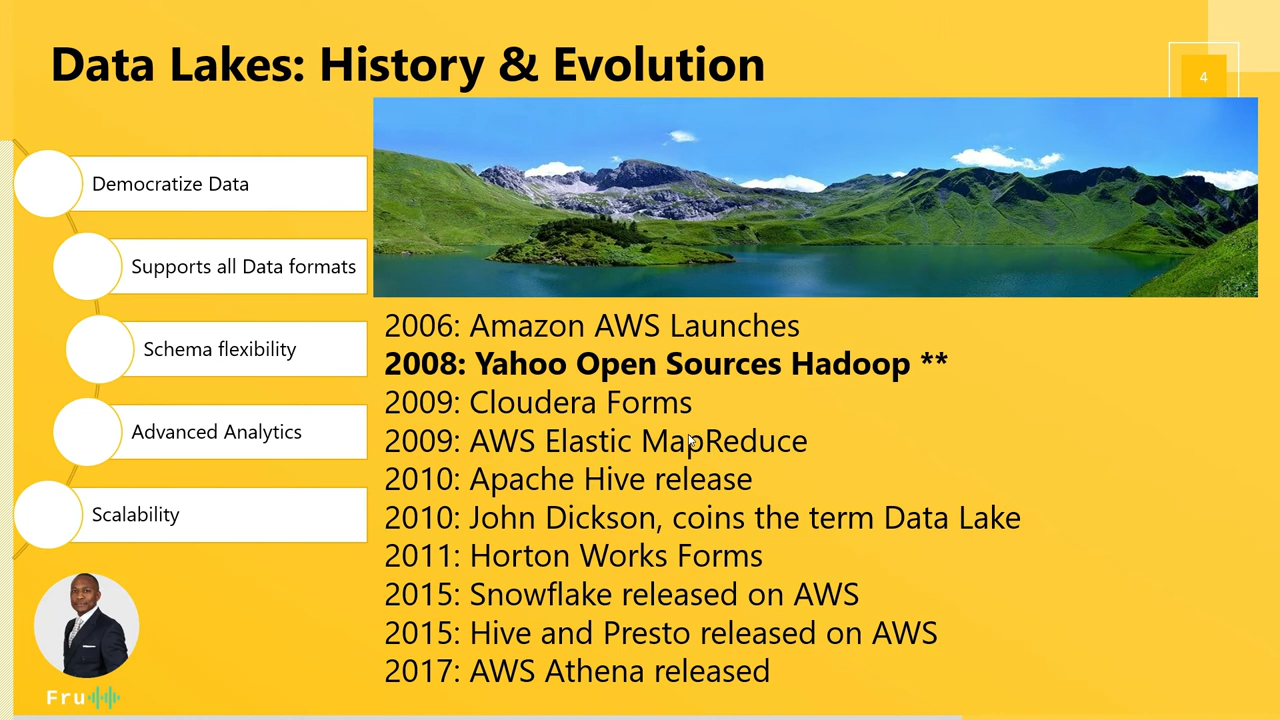 Data Lakes: History & Evolution
4
Democratize Data
Supports all Data formats
Schema flexibility
Advanced Analytics
Scalability
2006: Amazon AWS Launches
2008: Yahoo Open Sources Hadoop **
2009: Cloudera Forms
2009: AWS Elastic MapReduce
2010: Apache Hive release
2010: John Dickson, coins the term Data Lake
2011: Horton Works Forms
2015: Snowflake released on AWS
2015: Hive and Presto released on AWS
2017: AWS Athena released
Fru